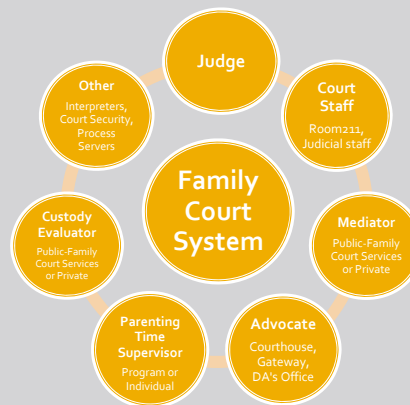 Judge
Court
Staff
Room211,
Judicial staff
Mediator
Public-Family
Court Services
or Private
Advocate
Courthouse,
Gateway,
DA's Office
Parenting
Time
Supervisor
Program or
Individual
Custody
Evaluator
Public-Family
Court Services
or Private
Other
Interpreters,
Court Security,
Process
Servers
Family
Court
System